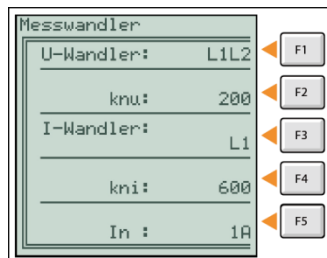 Messwandler
U-Wandler: L1L2 F1
knu: 200 F2
I-Wandler: F3
L1
kni: 600 F4
In : 1A F5